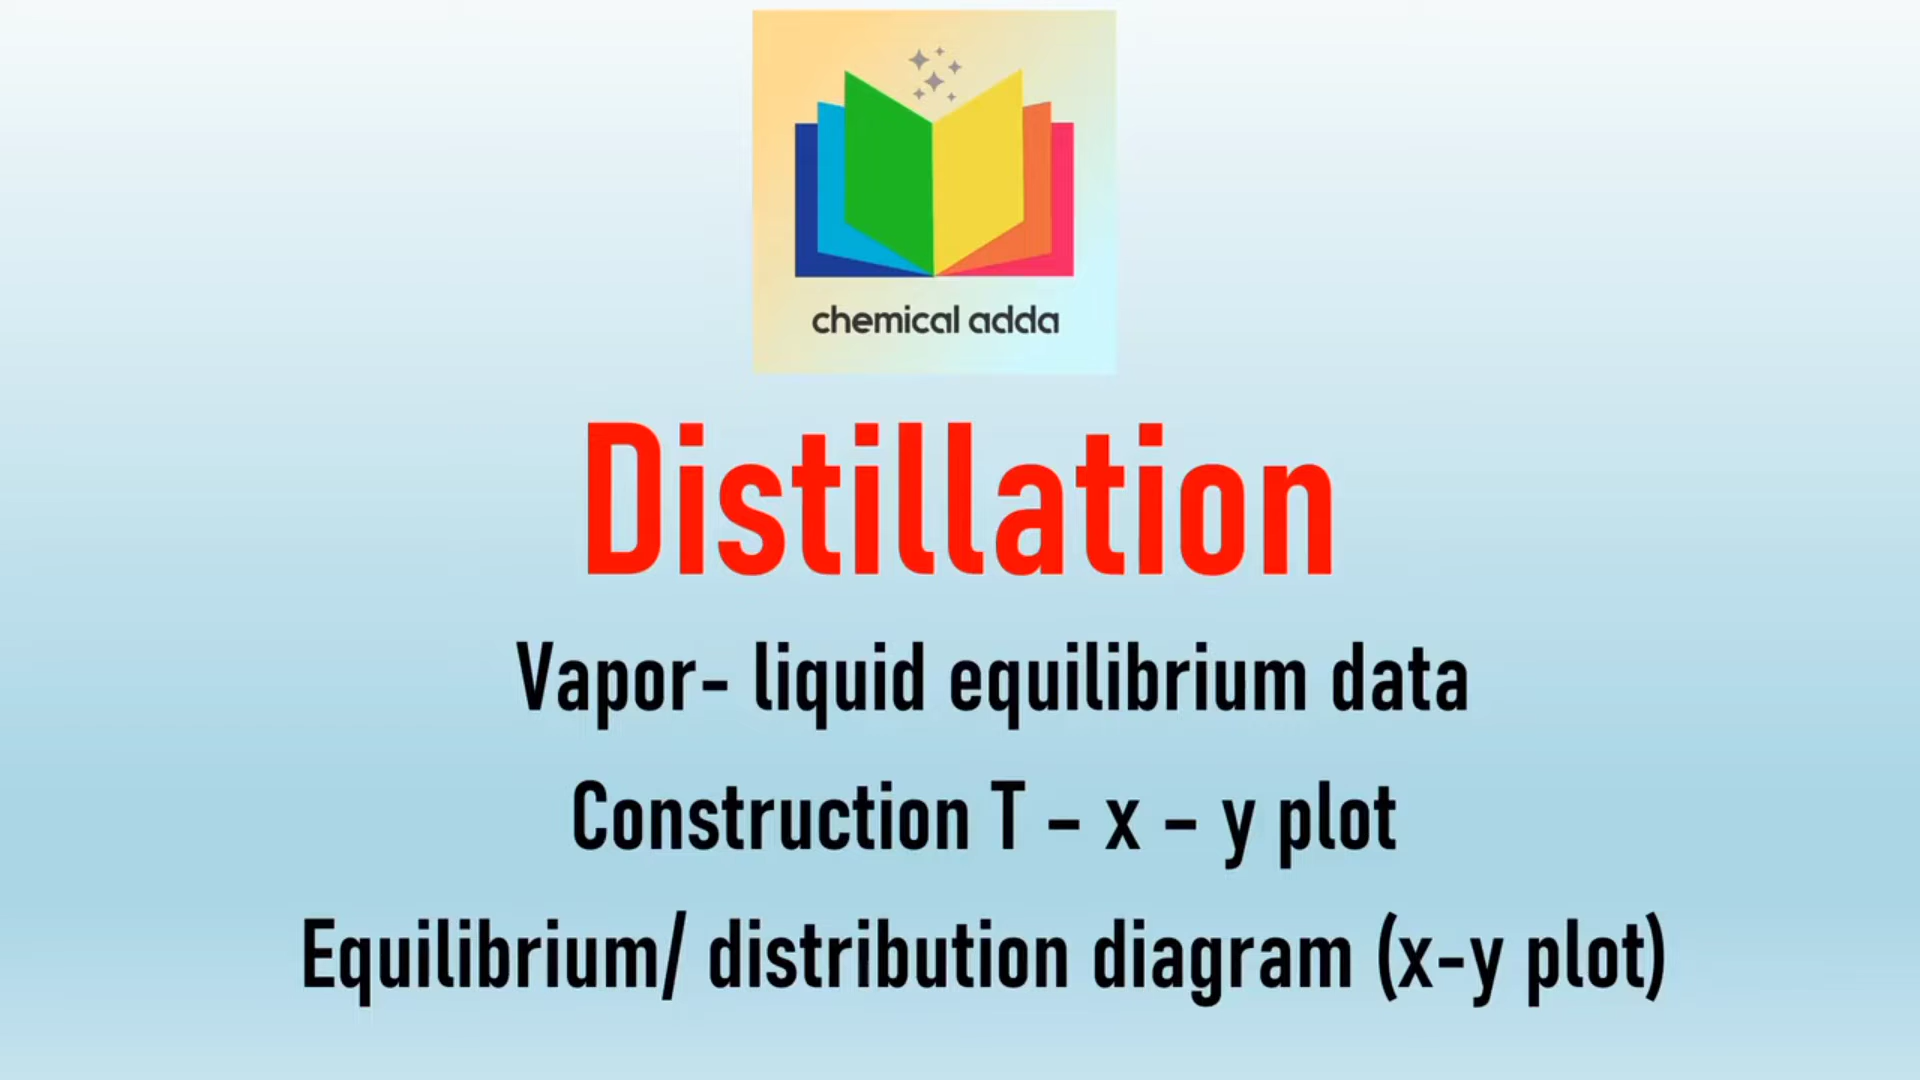 chemical adda
Distillation
Vapor- liquid equilibrium data
Construction T – x – y plot
Equilibrium/ distribution diagram (x-y plot)